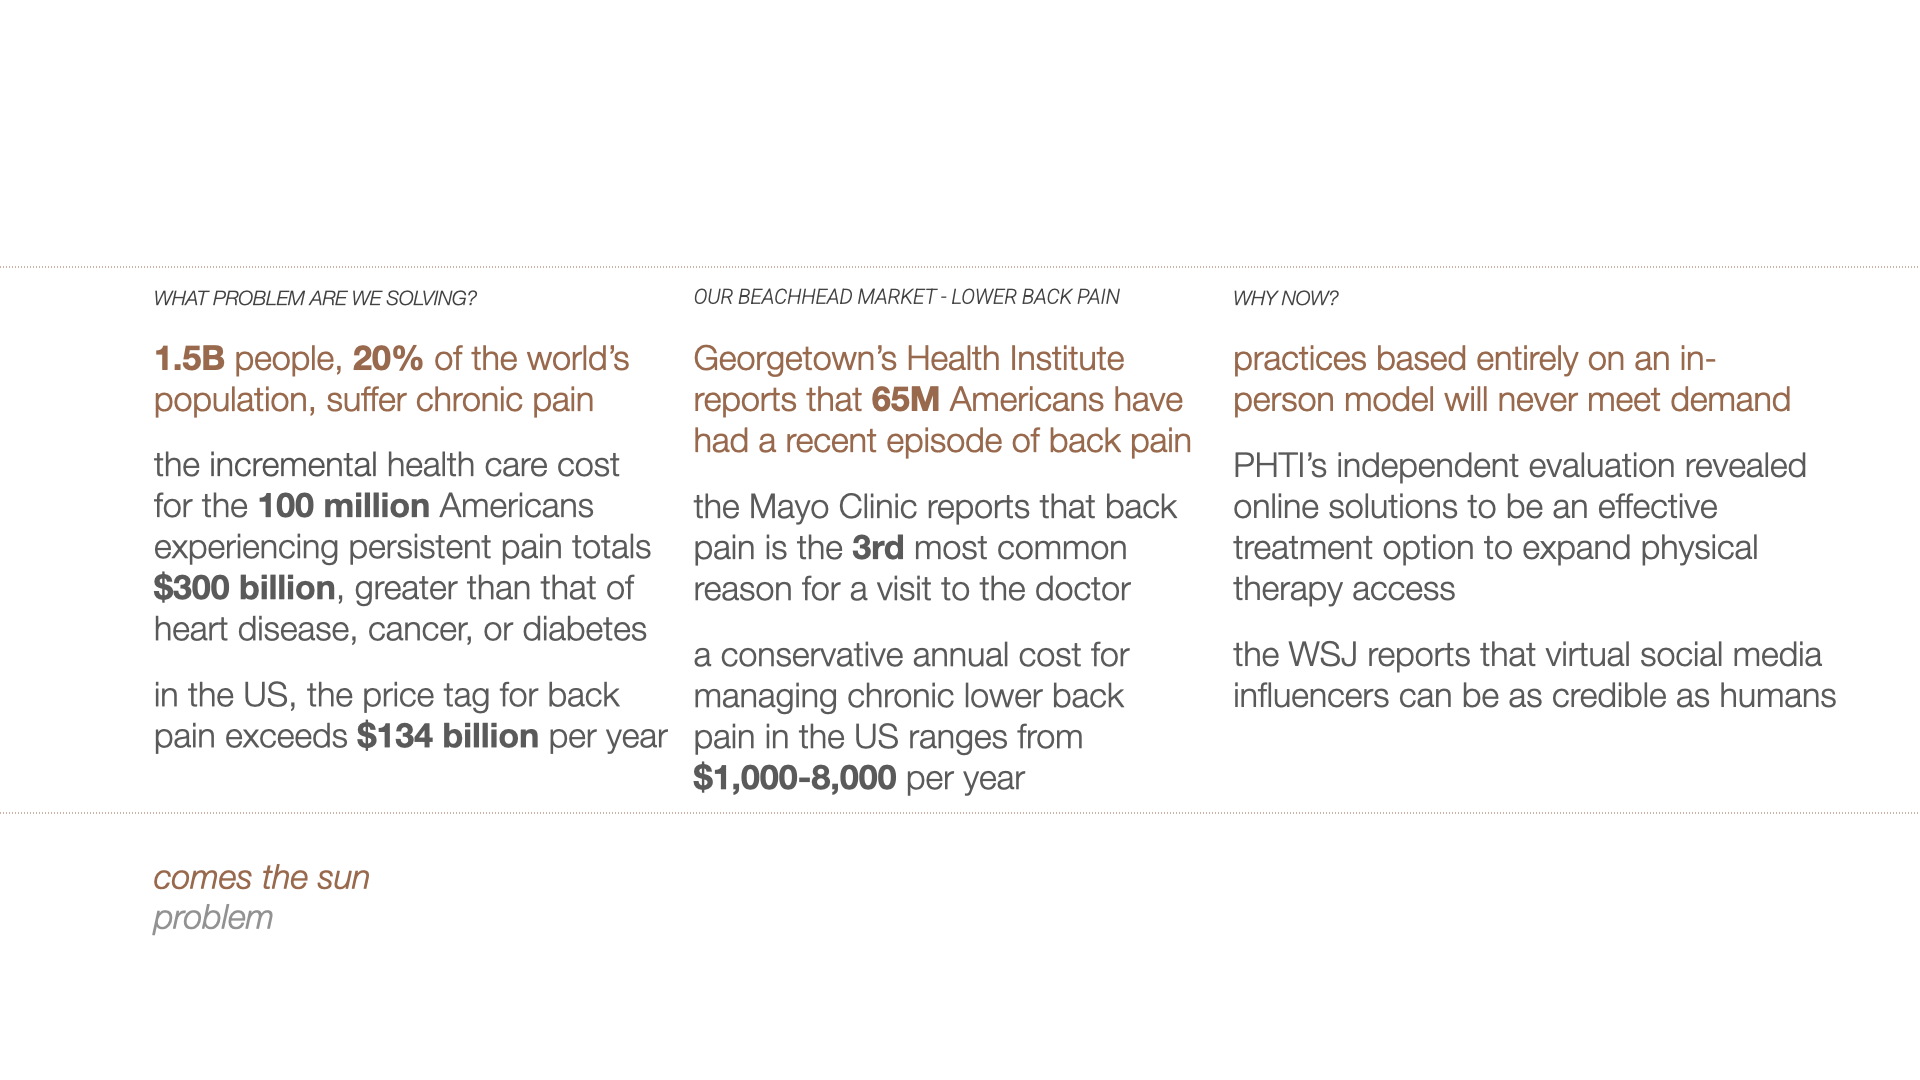 WHAT PROBLEM ARE WE SOLVING?
1.5B people, 20% of the world’s
population, suffer chronic pain
the incremental health care cost
for the 100 million Americans
experiencing persistent pain totals
$300 billion, greater than that of
heart disease, cancer, or diabetes
in the US, the price tag for back
pain exceeds $134 billion per year
OUR BEACHHEAD MARKET - LOWER BACK PAIN
Georgetown’s Health Institute
reports that 65M Americans have
had a recent episode of back pain
the Mayo Clinic reports that back
pain is the 3rd most common
reason for a visit to the doctor
a conservative annual cost for
managing chronic lower back
pain in the US ranges from
$1,000-8,000 per year
WHY NOW?
practices based entirely on an in-
person model will never meet demand
PHTI’s independent evaluation revealed
online solutions to be an effective
treatment option to expand physical
therapy access
the WSJ reports that virtual social media
influencers can be as credible as humans
comes the sun
problem